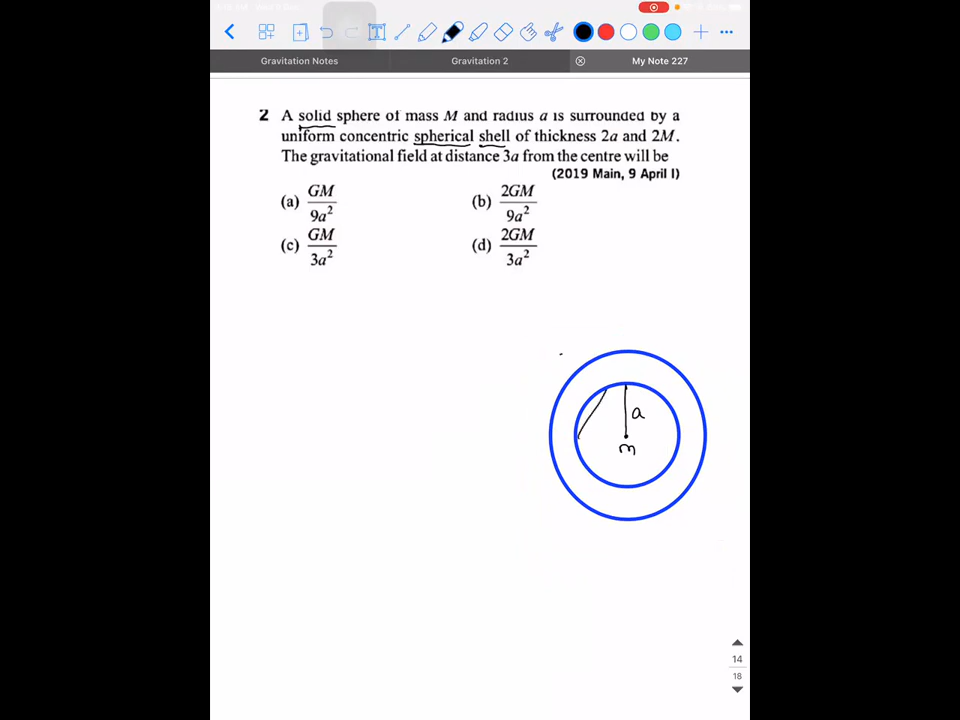 Gravitation Notes
Gravitation 2
My Note 227
2 A solid sphere of mass M and radius a is surrounded by a
uniform concentric spherical shell of thickness 2a and 2M.
The gravitational field at distance 3a from the centre will be
(2019 Main, 9 April I)
(a) GM/9a² (b) 2GM/9a²
(c) GM/3a² (d) 2GM/3a²
a
m
14
18